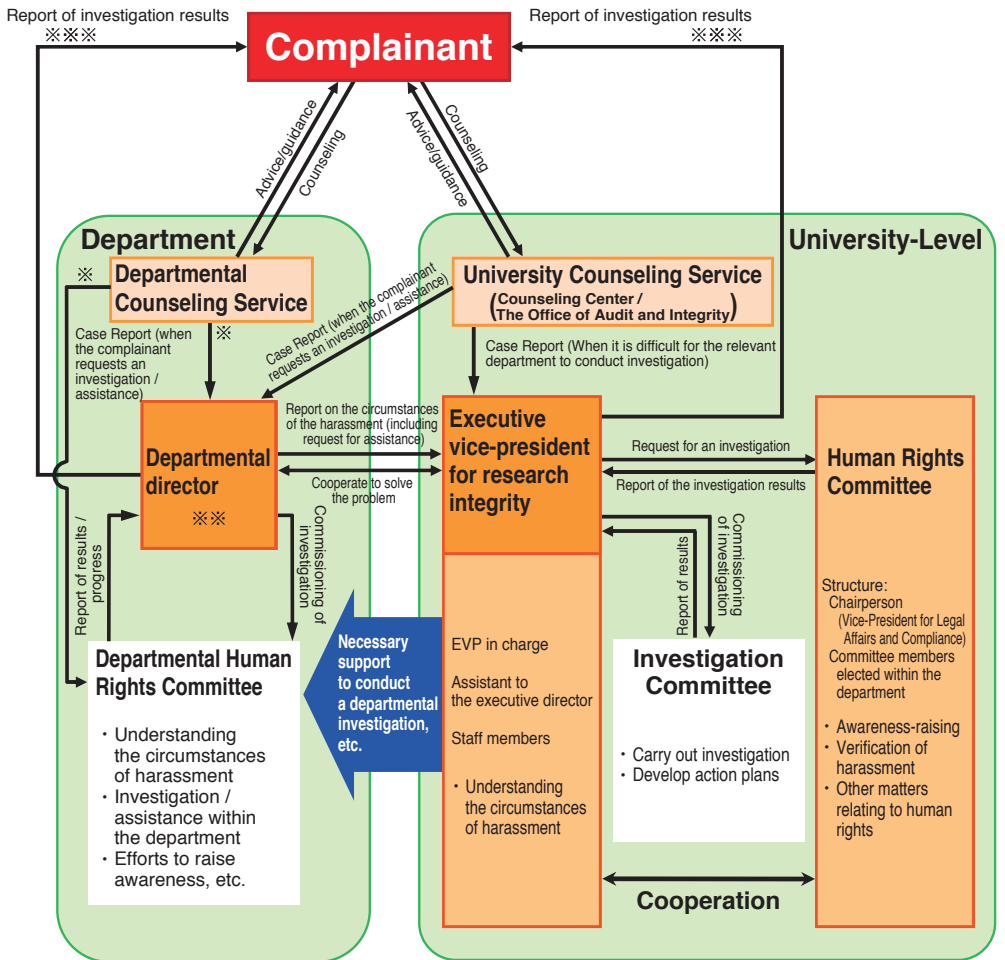 Report of investigation results
※※※
Report of investigation results
※※※
Complainant
Advice/guidance
Counseling
Advice/guidance
Counseling
Department
University-Level
※
Departmental
Counseling Service
University Counseling Service
(Counseling Center /
The Office of Audit and Integrity)
Case Report (when
the complainant
requests an
investigation /
assistance)
※
Case Report (when the complainant
requests an investigation / assistance)
Case Report (When it is difficult for the relevant
department to conduct investigation)
Departmental
director
※※
Report on the circumstances
of the harassment (including
request for assistance)
Cooperate to solve
the problem
Executive
vice-president
for research
integrity
Request for an investigation
Report of the investigation results
Human Rights
Committee
Report of results /
progress
Commissioning of
investigation
Report of results
Commissioning
of investigation
Departmental Human
Rights Committee
・Understanding
the circumstances
of harassment
・Investigation /
assistance within
the department
・Efforts to raise
awareness, etc.
Necessary
support
to conduct
a departmental
investigation,
etc.
EVP in charge
Assistant to
the executive director
Staff members
・Understanding
the circumstances
of harassment
Investigation
Committee
・Carry out investigation
・Develop action plans
Structure:
Chairperson
(Vice-President for Legal
Affairs and Compliance)
Committee members
elected within the
department
・Awareness-raising
・Verification of
harassment
・Other matters
relating to human
rights
Cooperation